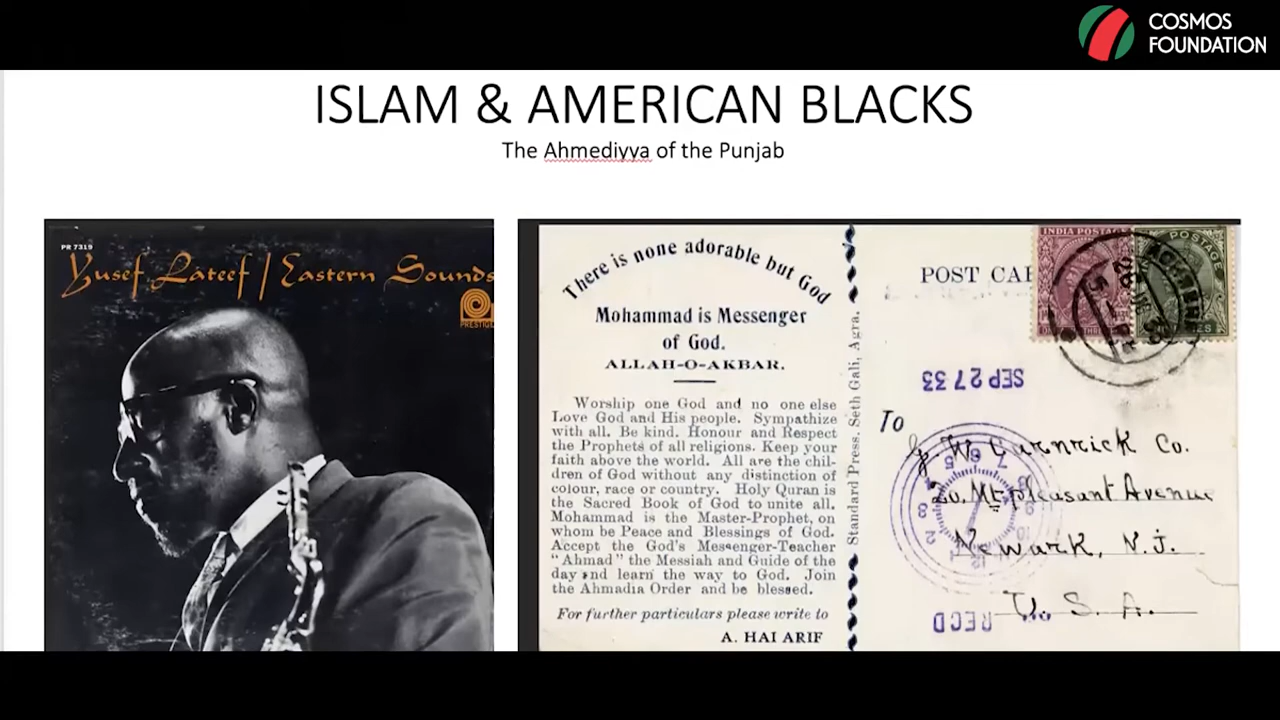 COSMOS
FOUNDATION
ISLAM & AMERICAN BLACKS
The Ahmediyya of the Punjab
PR 7319
Yusef Lateef / Eastern Sounds
PRESTIGE
There is none adorable but God
Mohammad is Messenger
of God.
ALLAH-O-AKBAR.
Worship one God and no one else
Love God and His people. Sympathize
with all. Be kind. Honour and Respect
the Prophets of all religions. Keep your
faith above the world. All are the chil-
dren of God without any distinction of
colour, race or country. Holy Quran is
the Sacred Book of God to unite all.
Mohammad is the Master-Prophet, on
whom be Peace and Blessings of God.
Accept the God's Messenger-Teacher
"Ahmad" the Messiah and Guide of the
day and learn the way to God. Join
the Ahmadia Order and be blessed.
For further particulars please write to
A. HAI ARIF
Standard Press. Seth Gali, Agra.
POST CAR
INDIA POSTAGE
POSTAGE
SEP 27 33
To
G. W. Carnrick Co.
20. Mt. pleasant Avenue
Newark, N.J.
U. S. A.
RECD